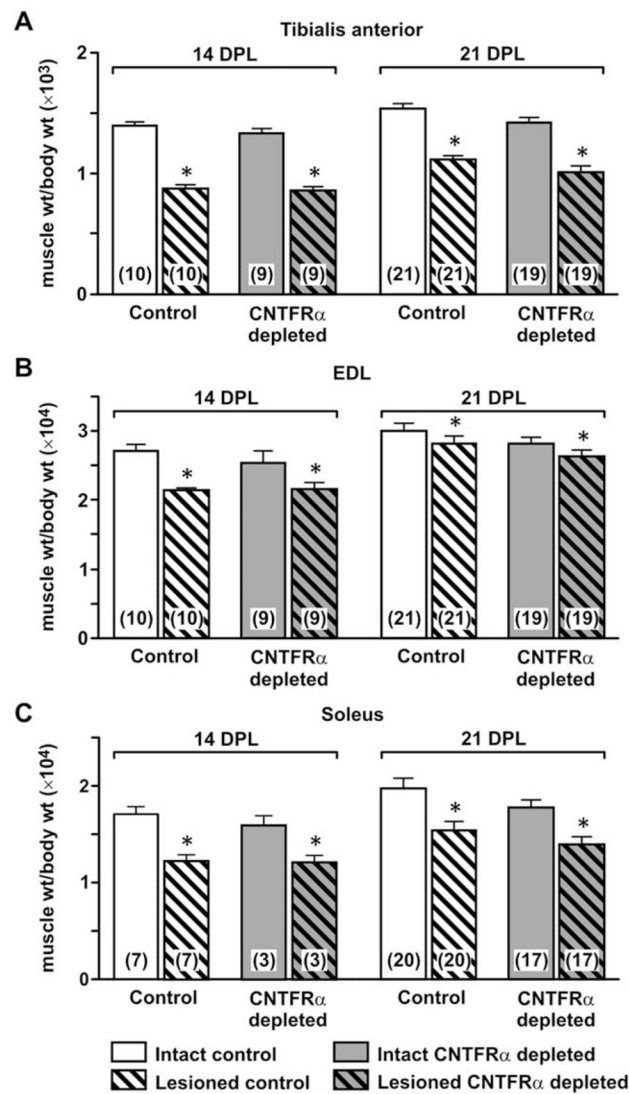 A
Tibialis anterior
14 DPL
21 DPL
muscle wt/body wt (×10³)
2
1
0
* * * *
(10) (10) (9) (9) (21) (21) (19) (19)
Control
CNTFRα
depleted
Control
CNTFRα
depleted
B
EDL
14 DPL
21 DPL
muscle wt/body wt (×10⁴)
3
2
1
0
* * * *
(10) (10) (9) (9) (21) (21) (19) (19)
Control
CNTFRα
depleted
Control
CNTFRα
depleted
C
Soleus
14 DPL
21 DPL
muscle wt/body wt (×10⁴)
2
1
0
* * * *
(7) (7) (3) (3) (20) (20) (17) (17)
Control
CNTFRα
depleted
Control
CNTFRα
depleted
Intact control
Intact CNTFRα depleted
Lesioned control
Lesioned CNTFRα depleted